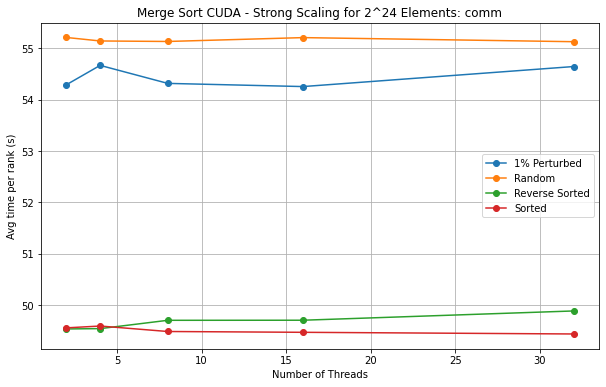 Merge Sort CUDA - Strong Scaling for 2^24 Elements: comm
Avg time per rank (s)
55
54
53
52
51
50
1% Perturbed
Random
Reverse Sorted
Sorted
5
10
15
20
25
30
Number of Threads